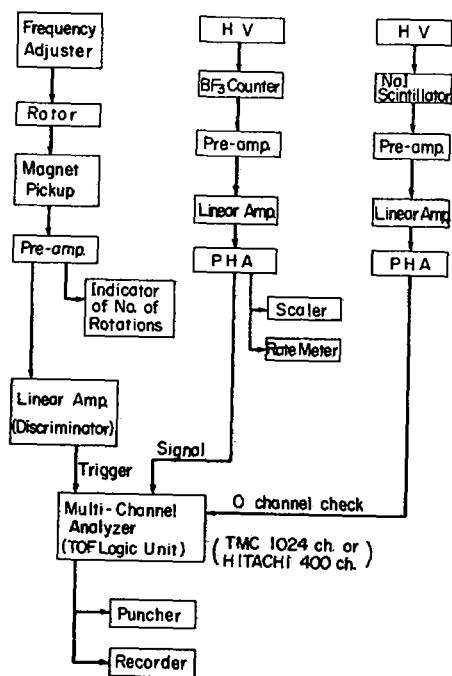 Frequency
Adjuster
Rotor
Magnet
Pickup
Pre-amp.
Indicator
of No. of
Rotations
Linear Amp.
(Discriminator)
Trigger
H V
BF3 Counter
Pre-amp.
Linear Amp.
PHA
Scaler
Rate Meter
Signal
H V
NaI
Scintillator
Pre-amp.
Linear Amp.
PHA
O channel check
Multi-Channel
Analyzer
(TOF Logic Unit)
(TMC 1024 ch. or
HITACHI 400 ch.)
Puncher
Recorder